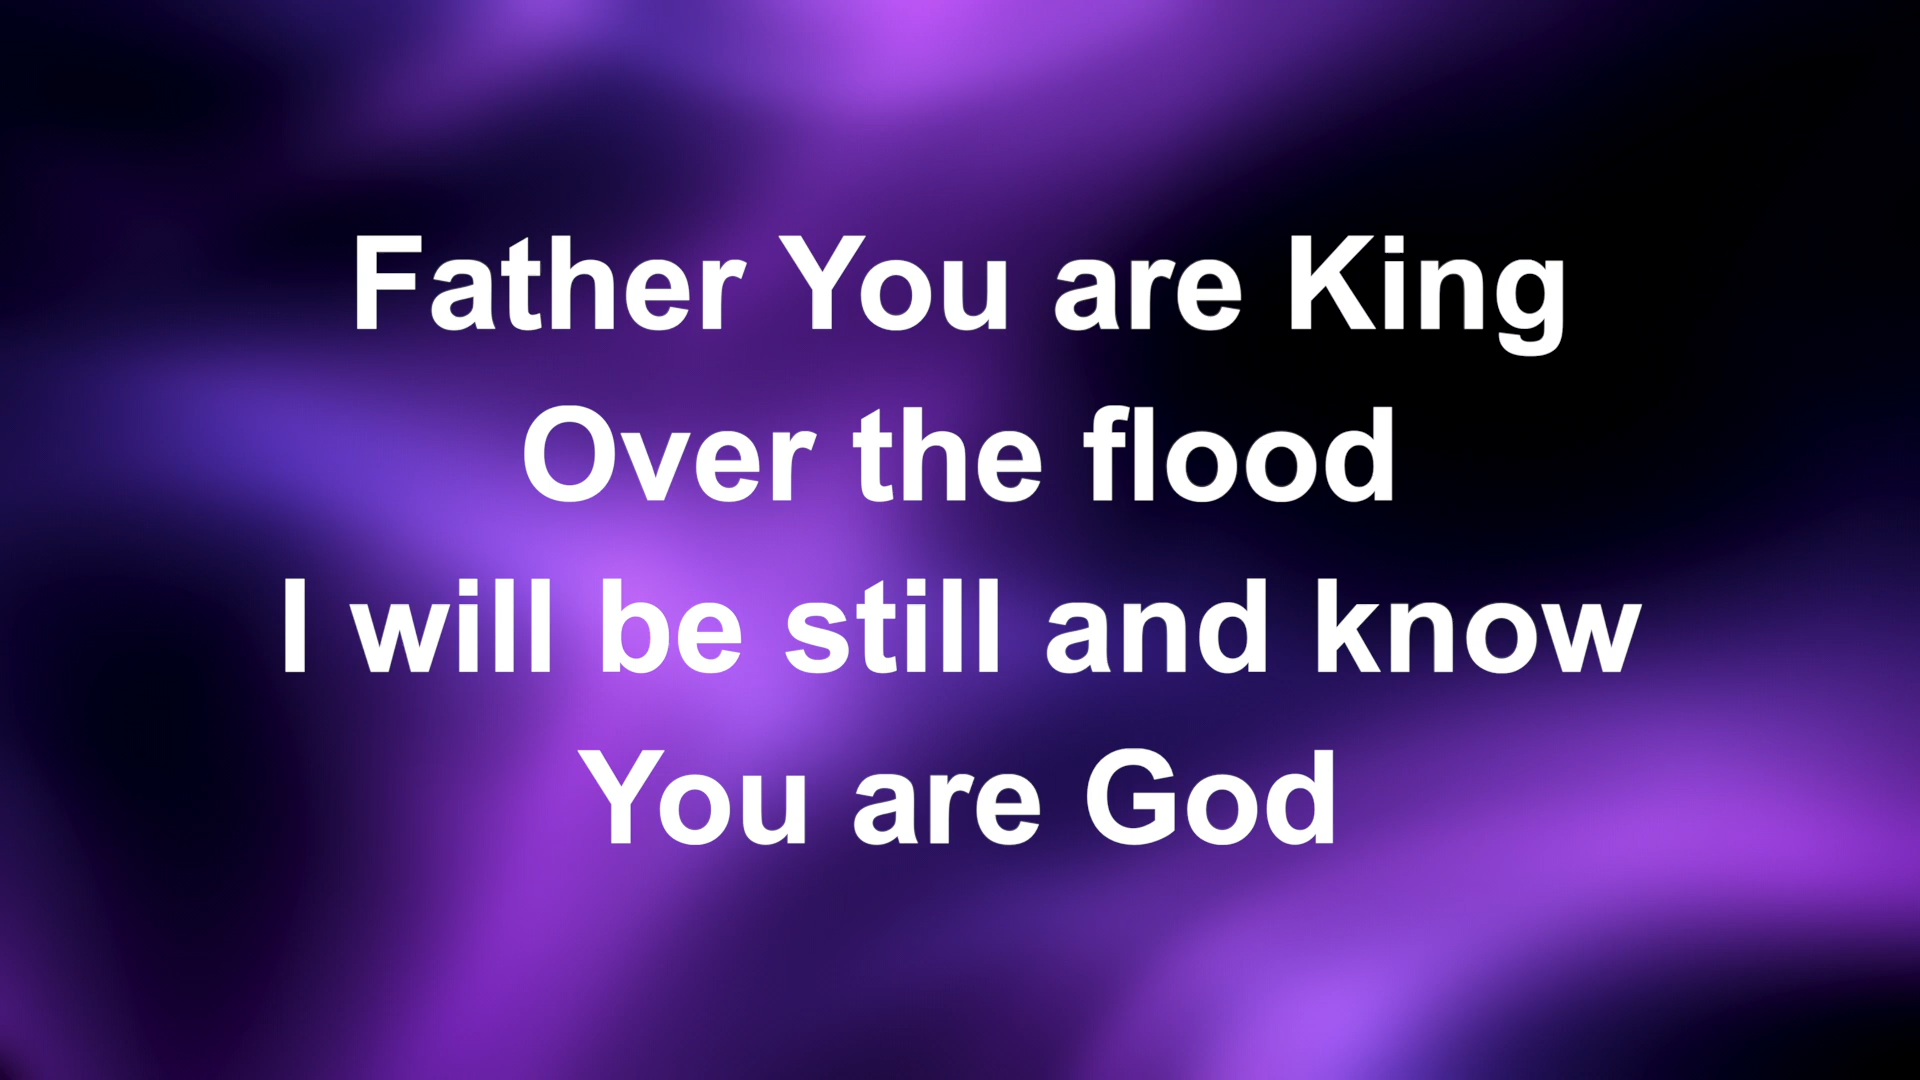 Father You are King
Over the flood
I will be still and know
You are God